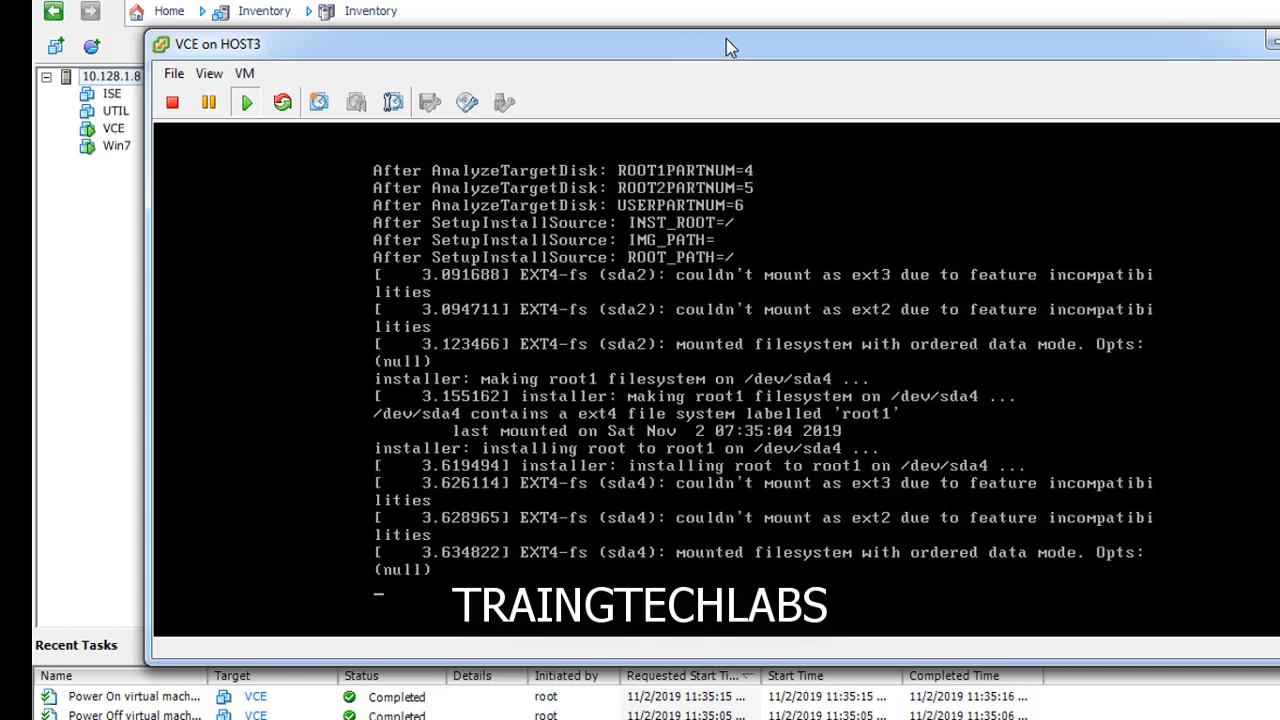 Home Inventory Inventory
VCE on HOST3
File View VM
10.128.1.8
ISE
UTIL
VCE
Win7
After AnalyzeTargetDisk: ROOT1PARTNUM=4
After AnalyzeTargetDisk: ROOT2PARTNUM=5
After AnalyzeTargetDisk: USERPARTNUM=6
After SetupInstallSource: INST_ROOT=/
After SetupInstallSource: IMG_PATH=
After SetupInstallSource: ROOT_PATH=/
[    3.091688] EXT4-fs (sda2): couldn't mount as ext3 due to feature incompatibi
lities
[    3.094711] EXT4-fs (sda2): couldn't mount as ext2 due to feature incompatibi
lities
[    3.123466] EXT4-fs (sda2): mounted filesystem with ordered data mode. Opts:
(null)
installer: making root1 filesystem on /dev/sda4 ...
[    3.155162] installer: making root1 filesystem on /dev/sda4 ...
/dev/sda4 contains a ext4 file system labelled 'root1'
last mounted on Sat Nov  2 07:35:04 2019
installer: installing root to root1 on /dev/sda4 ...
[    3.619494] installer: installing root to root1 on /dev/sda4 ...
[    3.626114] EXT4-fs (sda4): couldn't mount as ext3 due to feature incompatibi
lities
[    3.628965] EXT4-fs (sda4): couldn't mount as ext2 due to feature incompatibi
lities
[    3.634822] EXT4-fs (sda4): mounted filesystem with ordered data mode. Opts:
(null)
_
TRAINGTECHLABS
Recent Tasks
Name Target Status Details Initiated by Requested Start Ti... Start Time Completed Time
Power On virtual mach... VCE Completed root 11/2/2019 11:35:15 ... 11/2/2019 11:35:15 ... 11/2/2019 11:35:16 ...
Power Off virtual mach... VCE Completed root 11/2/2019 11:35:05 ... 11/2/2019 11:35:05 ... 11/2/2019 11:35:06 ...